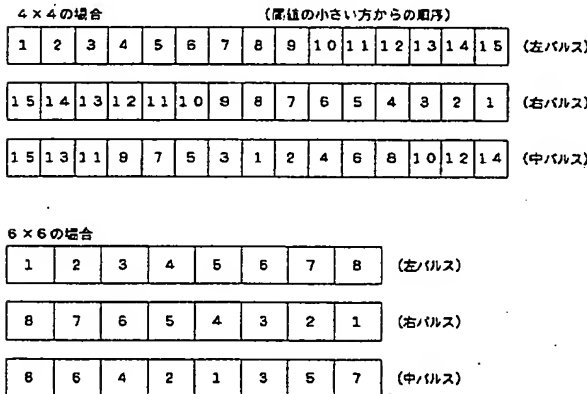 4×4の場合 (閾値の小さい方からの順序)
1 2 3 4 5 6 7 8 9 10 11 12 13 14 15 (左パルス)
15 14 13 12 11 10 9 8 7 6 5 4 3 2 1 (右パルス)
15 13 11 9 7 5 3 1 2 4 6 8 10 12 14 (中パルス)
6×6の場合
1 2 3 4 5 6 7 8 (左パルス)
8 7 6 5 4 3 2 1 (右パルス)
8 6 4 2 1 3 5 7 (中パルス)